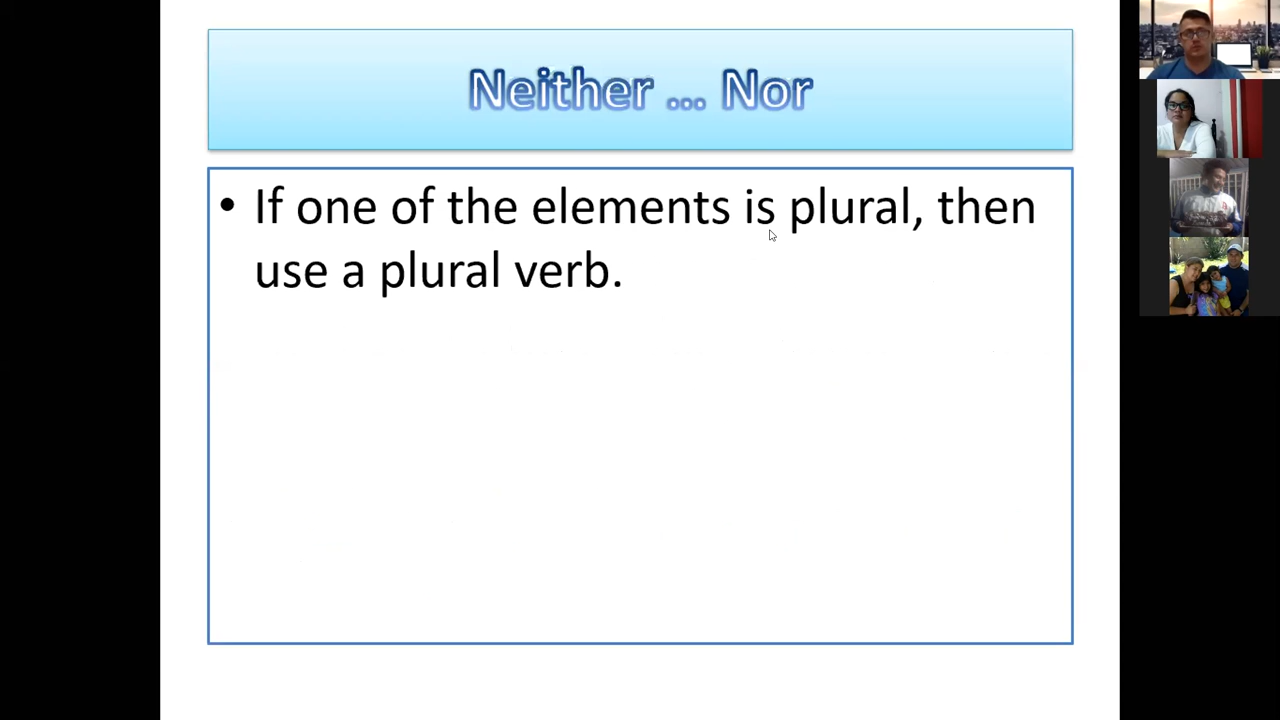 Neither ... Nor
• If one of the elements is plural, then
use a plural verb.